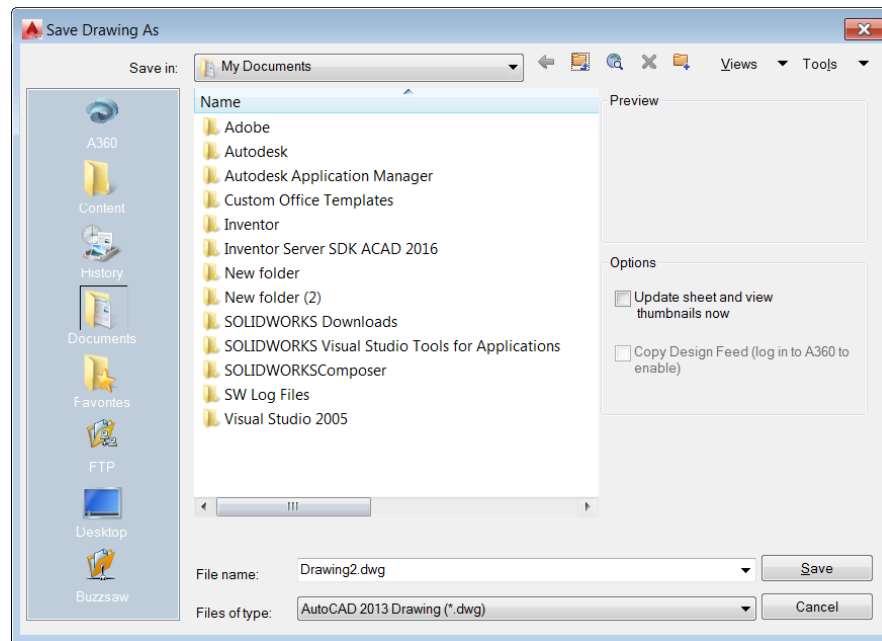 Save Drawing As
Save in:
My Documents
Views
Tools
A360
Content
History
Documents
Favorites
FTP
Desktop
Buzzsaw
Name
Adobe
Autodesk
Autodesk Application Manager
Custom Office Templates
Inventor
Inventor Server SDK ACAD 2016
New folder
New folder (2)
SOLIDWORKS Downloads
SOLIDWORKS Visual Studio Tools for Applications
SOLIDWORKSComposer
SW Log Files
Visual Studio 2005
Preview
Options
Update sheet and view
thumbnails now
Copy Design Feed (log in to A360 to
enable)
File name:
Drawing2.dwg
Save
Files of type:
AutoCAD 2013 Drawing (*.dwg)
Cancel